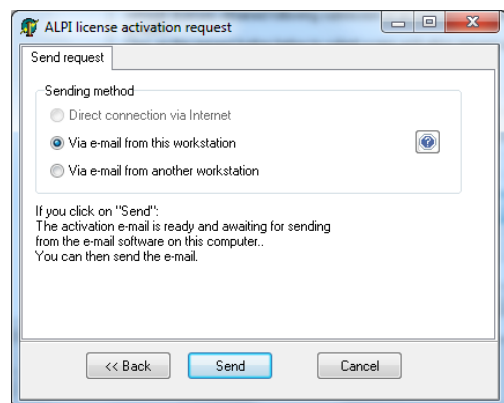 ALPI license activation request
Send request
Sending method
Direct connection via Internet
Via e-mail from this workstation
Via e-mail from another workstation
If you click on "Send":
The activation e-mail is ready and awaiting for sending
from the e-mail software on this computer..
You can then send the e-mail.
<< Back
Send
Cancel